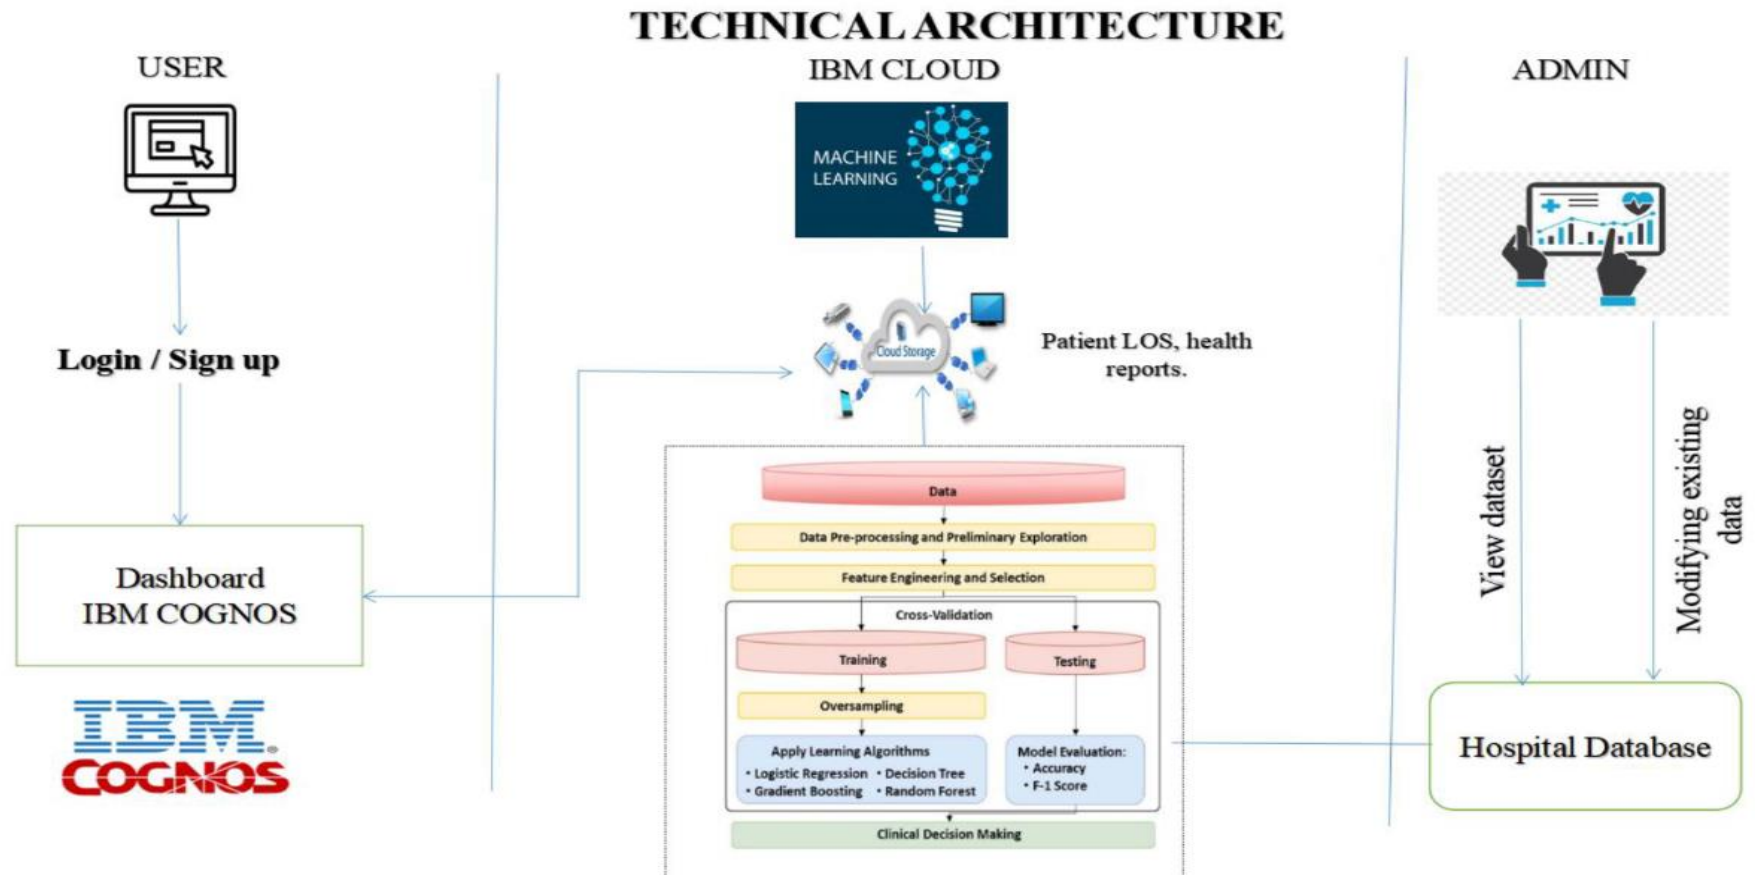 TECHNICAL ARCHITECTURE
USER
IBM CLOUD
ADMIN
MACHINE
LEARNING
Cloud Storage
Patient LOS, health
reports.
Login / Sign up
Dashboard
IBM COGNOS
IBM.
COGNOS
Data
Data Pre-processing and Preliminary Exploration
Feature Engineering and Selection
Cross-Validation
Training
Testing
Oversampling
Apply Learning Algorithms
• Logistic Regression • Decision Tree
• Gradient Boosting • Random Forest
Model Evaluation:
• Accuracy
• F-1 Score
Clinical Decision Making
View dataset
Modifying existing
data
Hospital Database